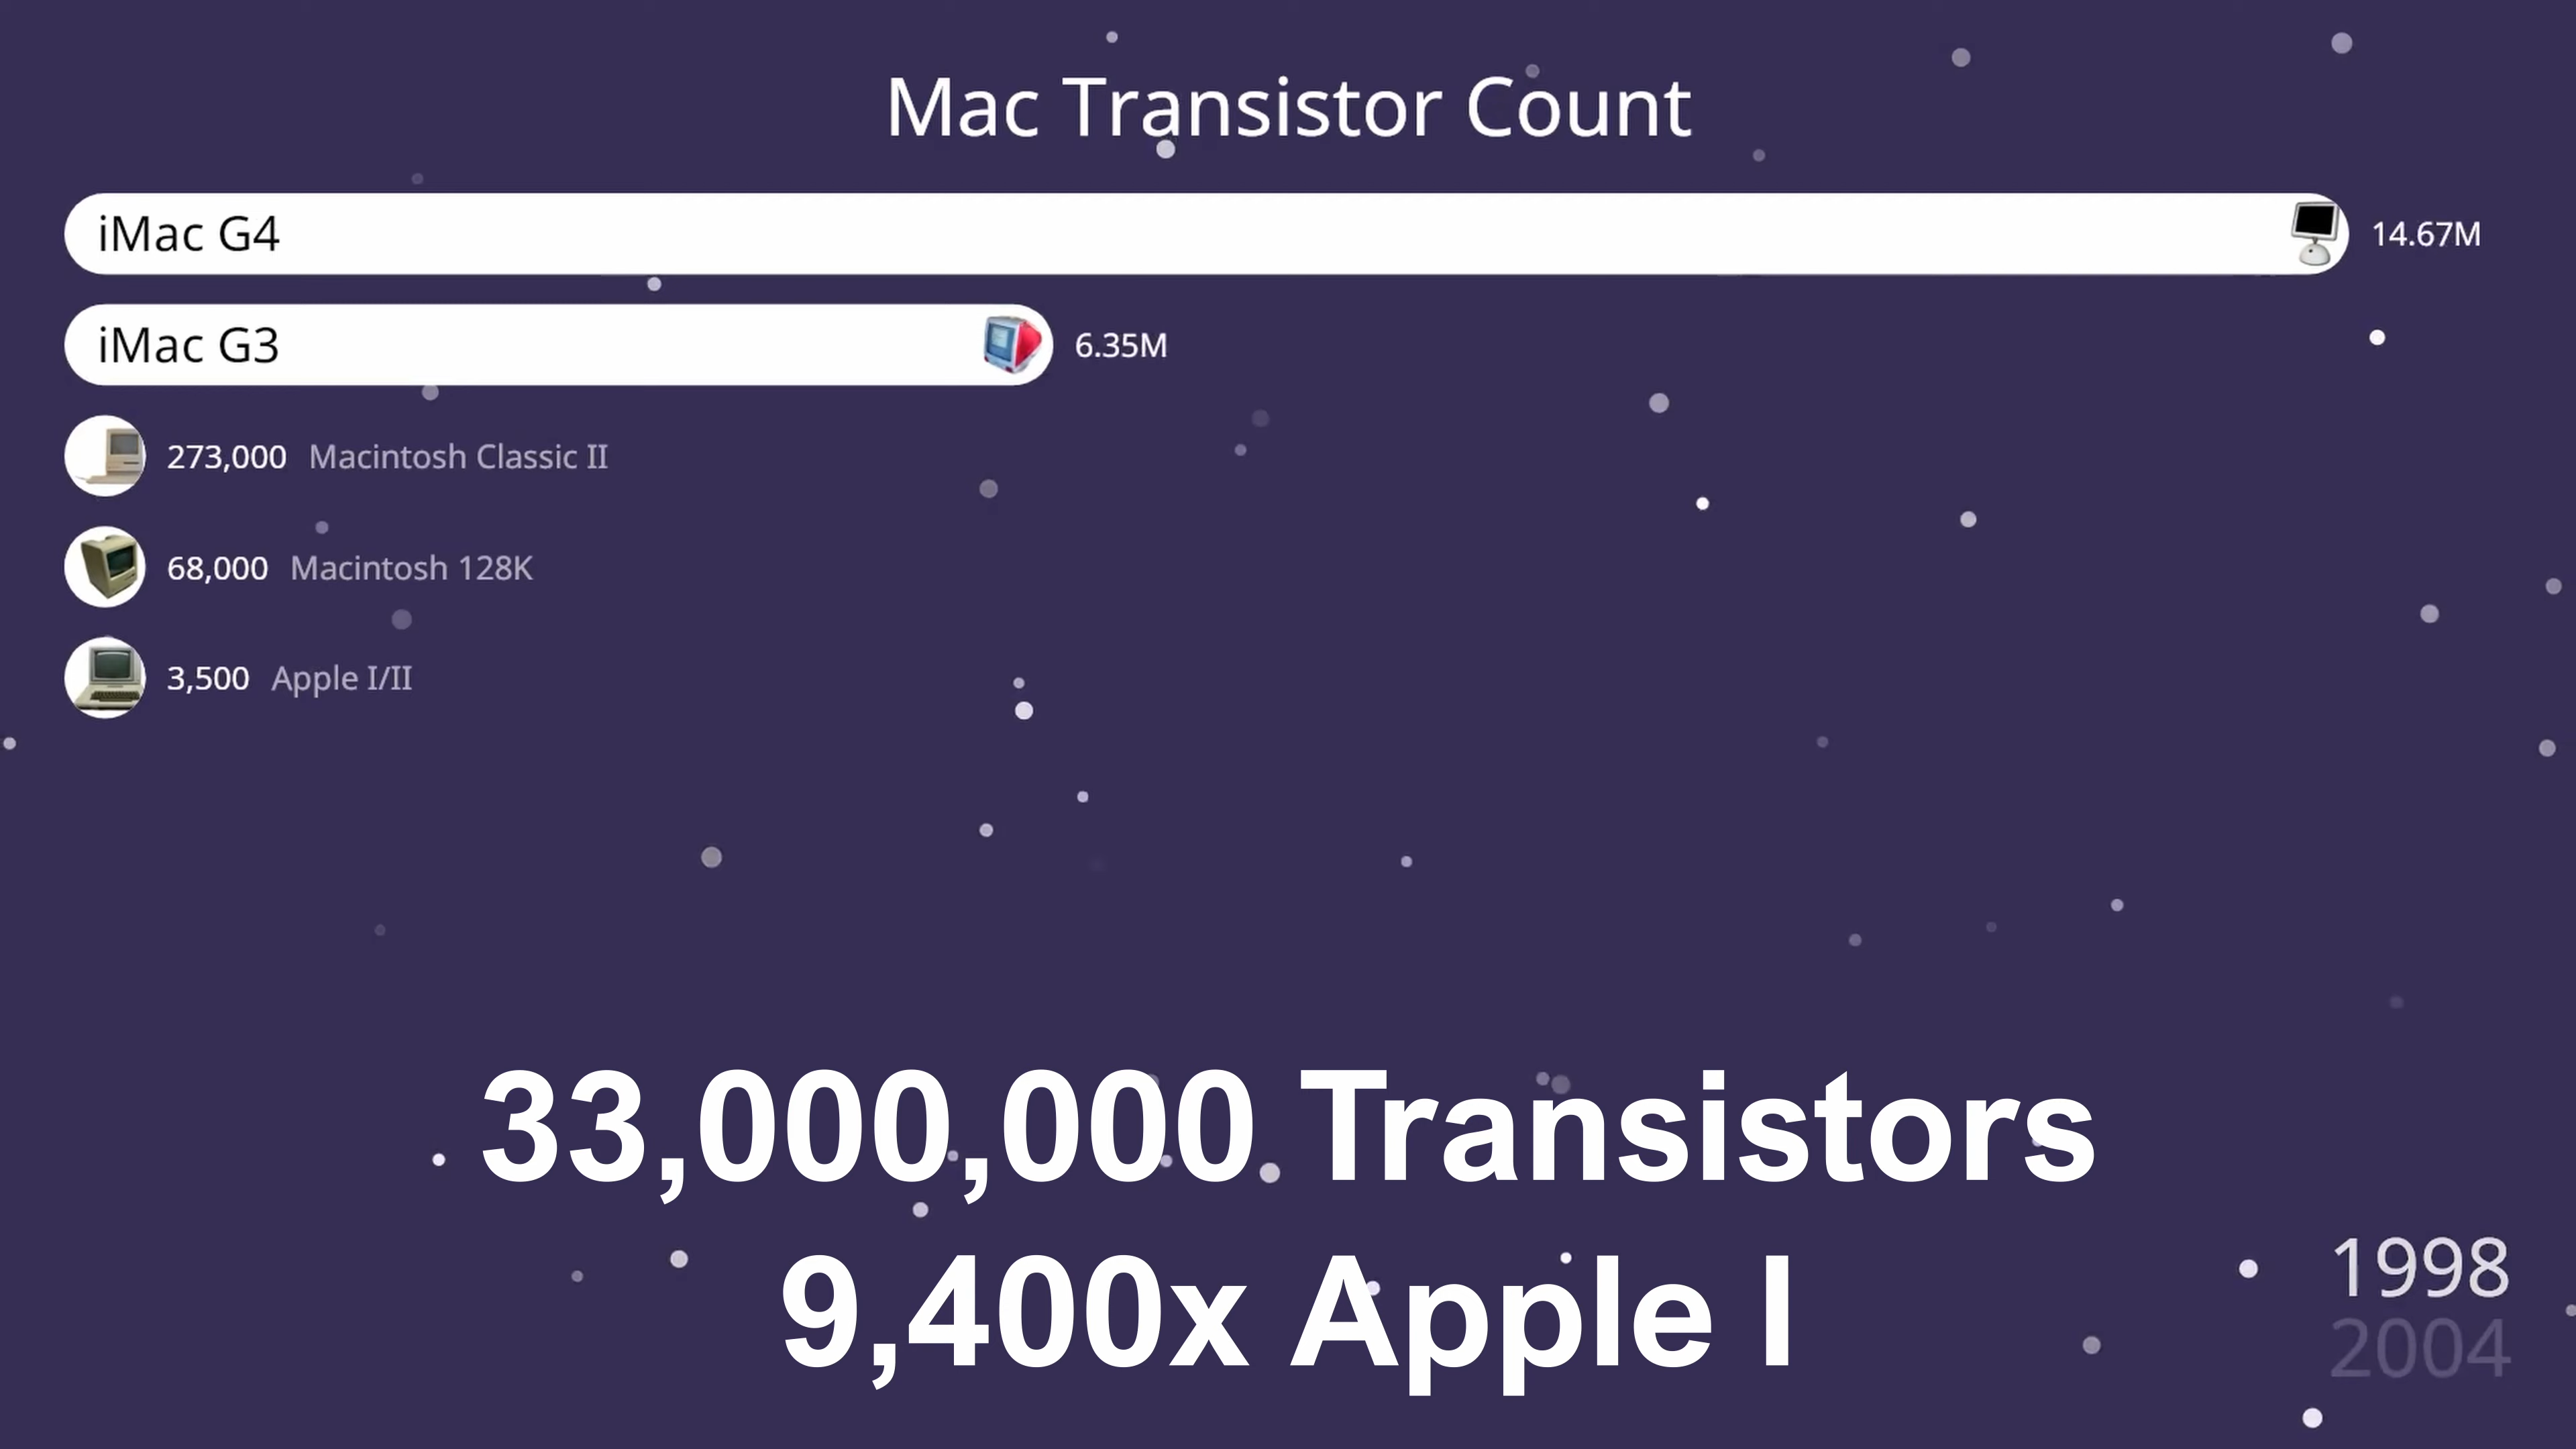 Mac Transistor Count
iMac G4 14.67M
iMac G3 6.35M
273,000 Macintosh Classic II
68,000 Macintosh 128K
3,500 Apple I/II
33,000,000 Transistors
9,400x Apple I
1998
2004